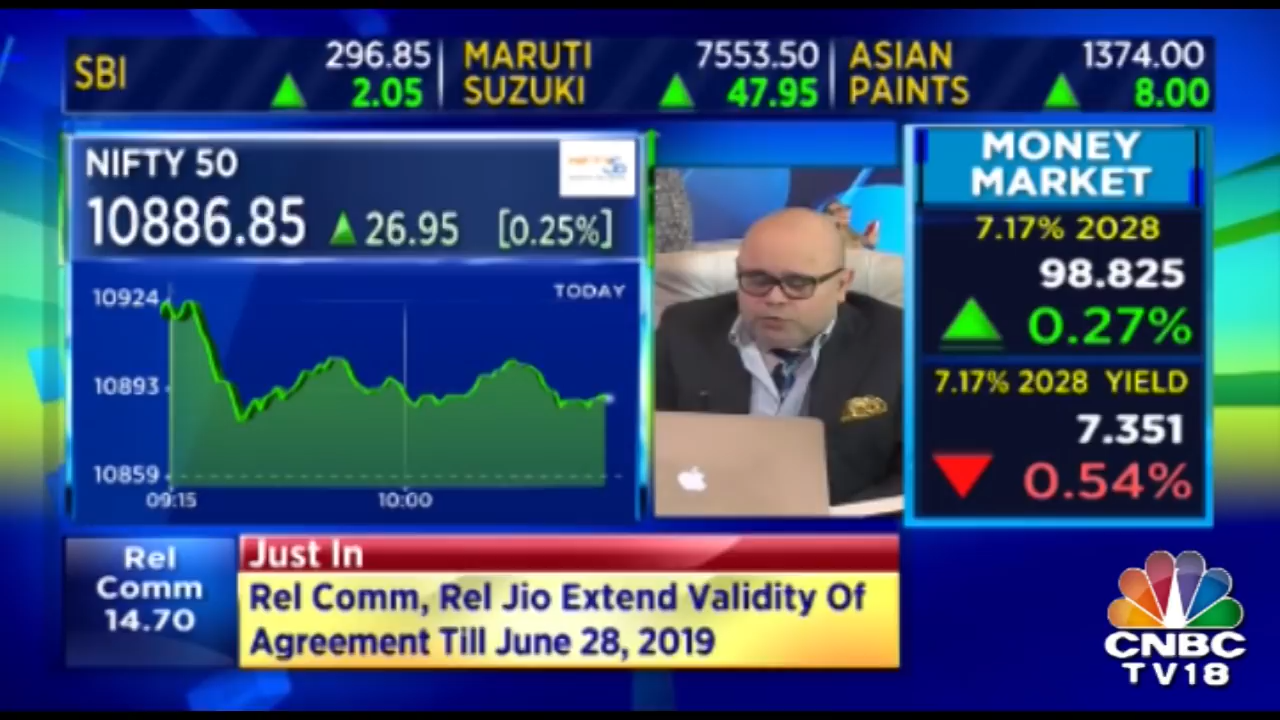 SBI
296.85
▲ 2.05
MARUTI
SUZUKI
7553.50
▲ 47.95
ASIAN
PAINTS
1374.00
▲ 8.00
NIFTY 50
10886.85 ▲ 26.95 [0.25%]
TODAY
10924
10893
10859
09:15
10:00
MONEY
MARKET
7.17% 2028
98.825
▲ 0.27%
7.17% 2028 YIELD
7.351
▼ 0.54%
Rel
Comm
14.70
Just In
Rel Comm, Rel Jio Extend Validity Of
Agreement Till June 28, 2019
CNBC
TV18